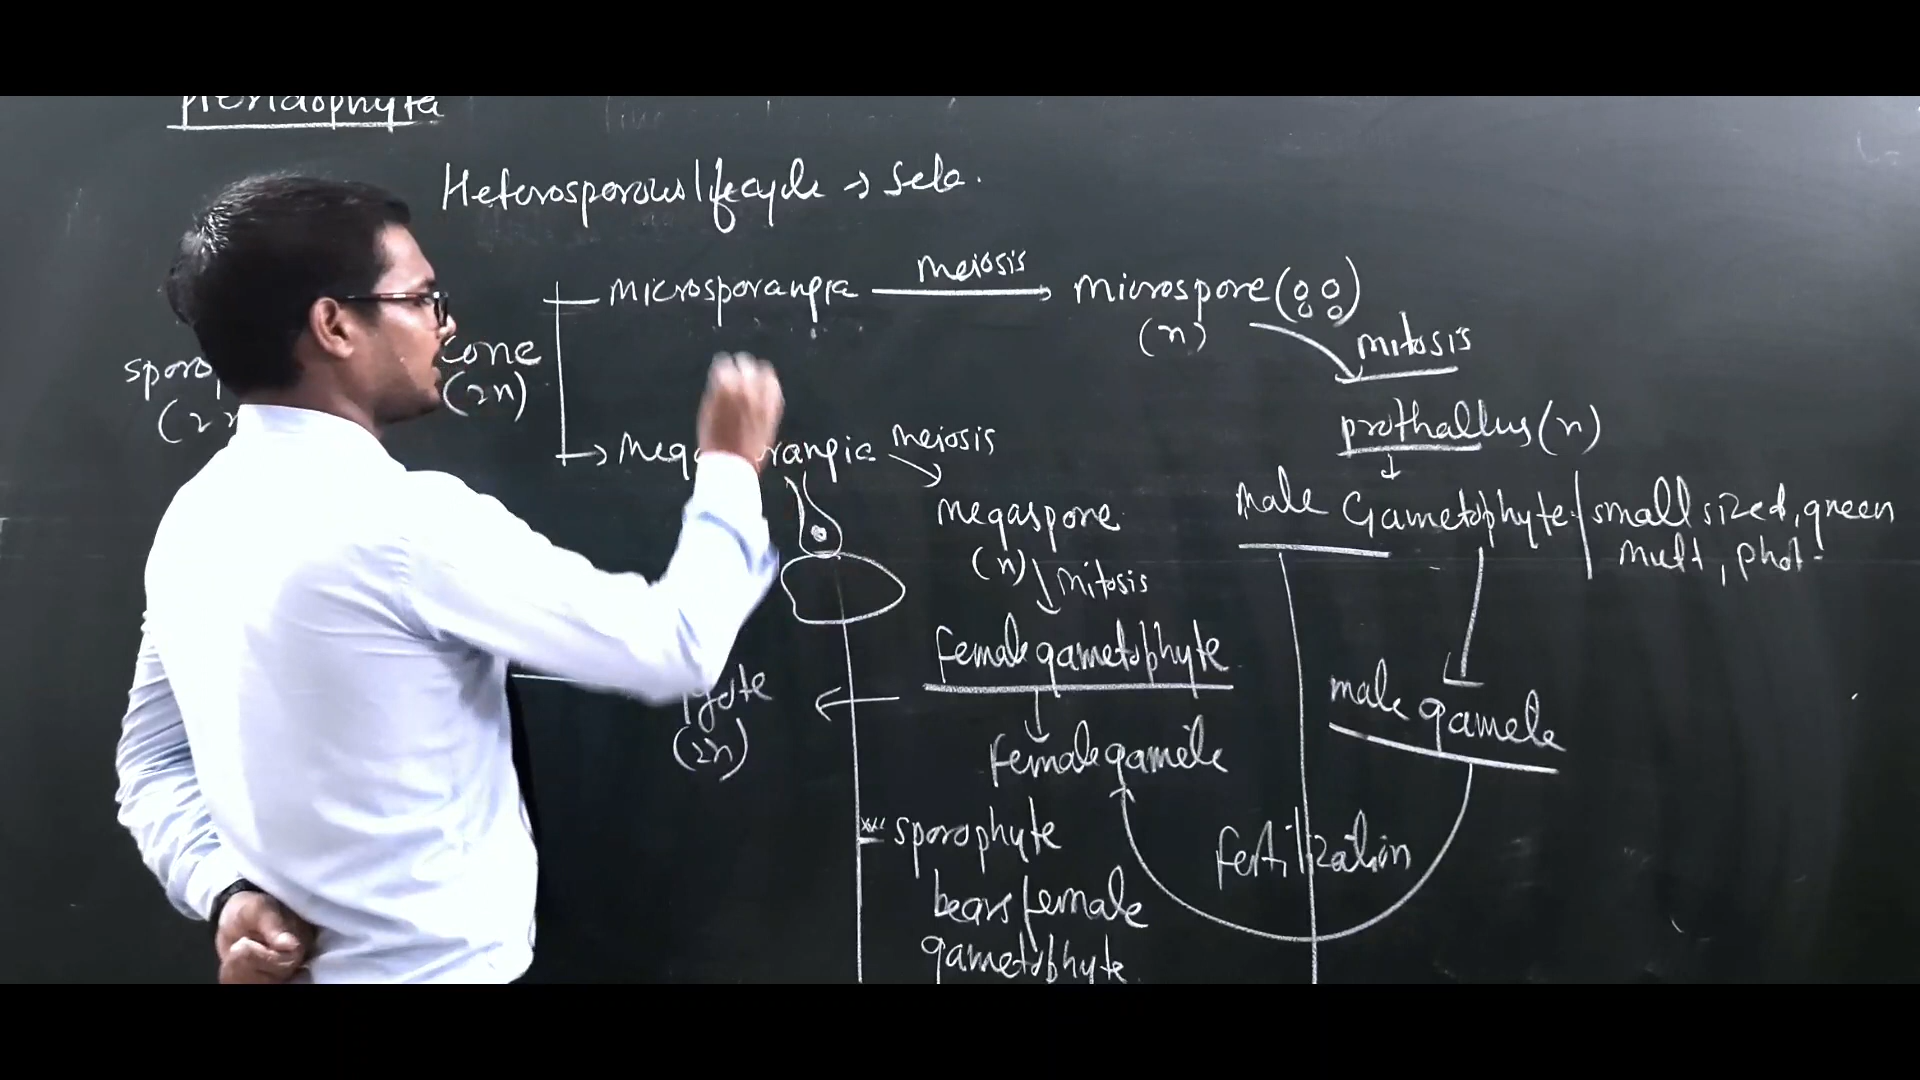 pteridophyta
Heterosporous lifecycle → Sela.
microsporangia
meiosis
microspore
(n)
mitosis
cone
(2n)
meiosis
prothallus (n)
megaspore
(n)
mitosis
male Gametophyte
small sized, green
mult, phot-
female gametophyte
(2n)
female gamete
male gamete
fertilization
sporophyte
bears female
gametophyte